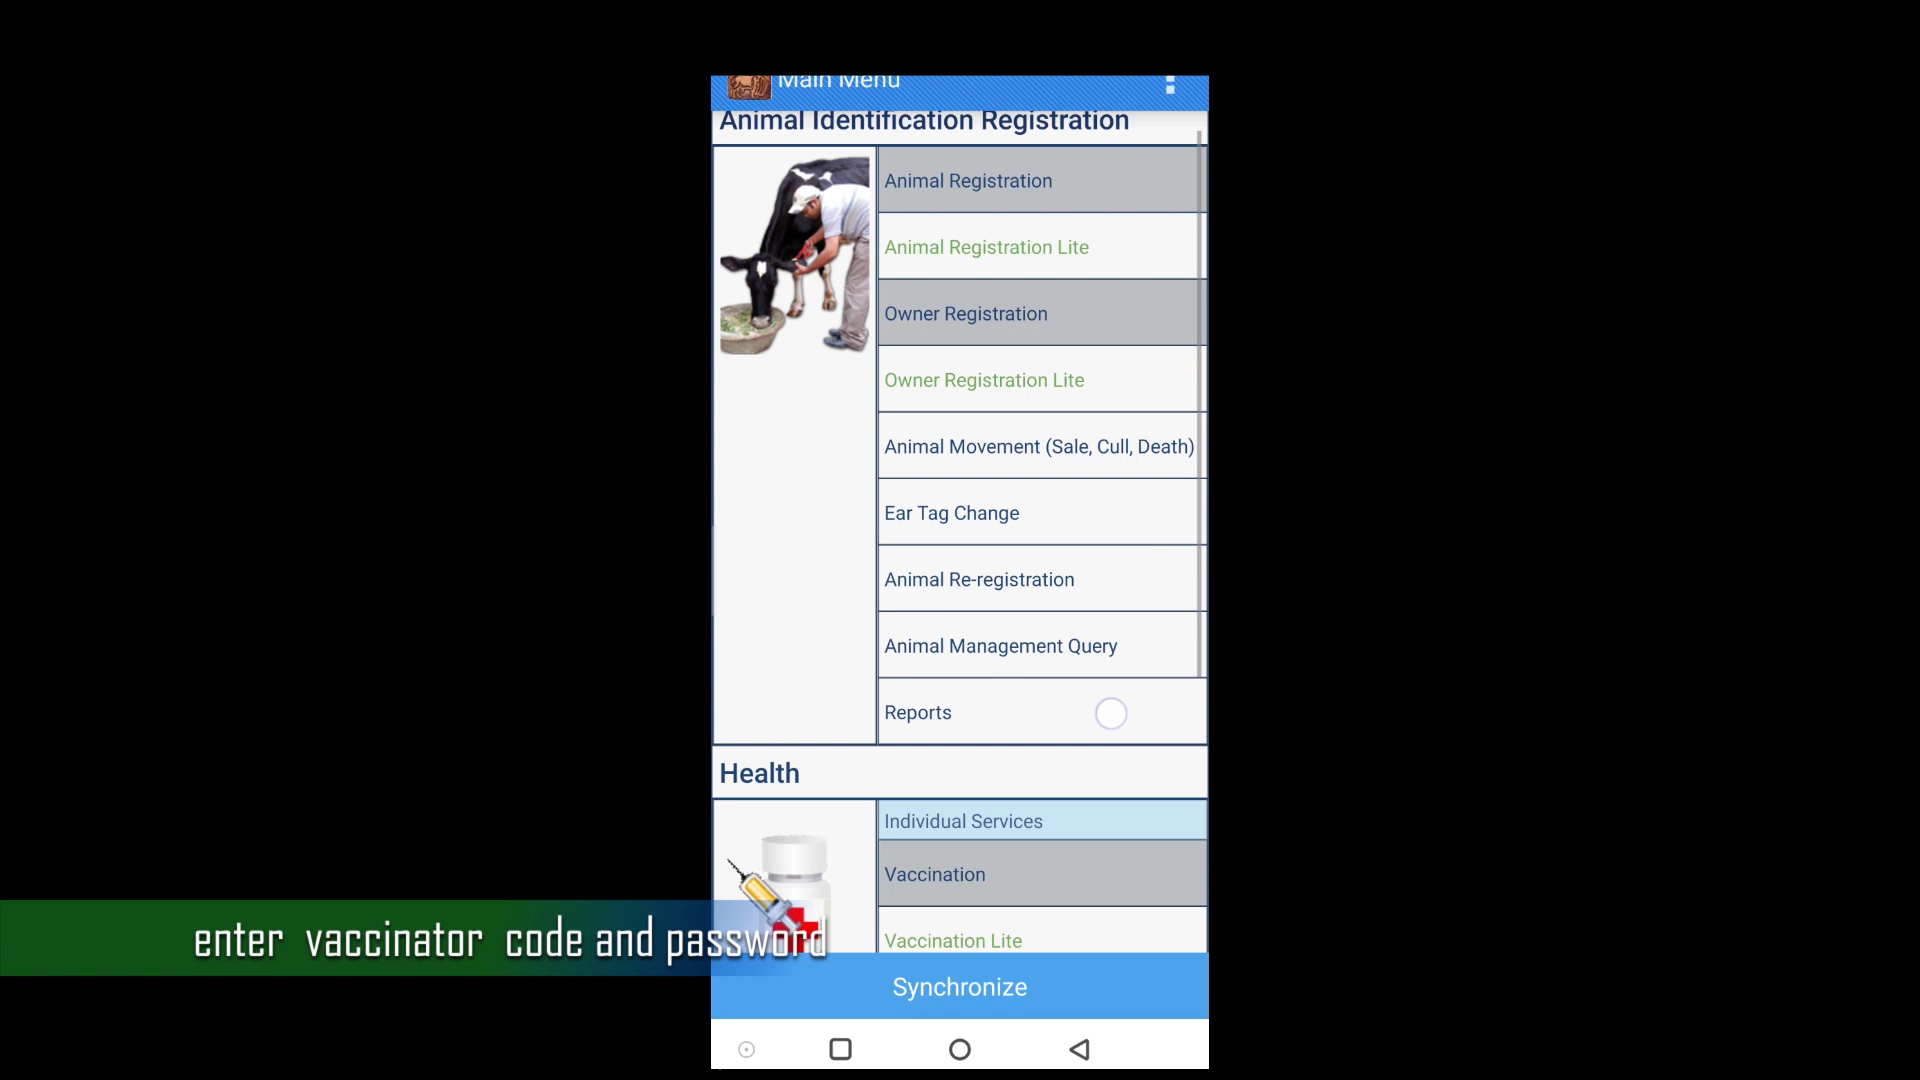 Main Menu
Animal Identification Registration
Animal Registration
Animal Registration Lite
Owner Registration
Owner Registration Lite
Animal Movement (Sale, Cull, Death)
Ear Tag Change
Animal Re-registration
Animal Management Query
Reports
Health
Individual Services
Vaccination
Vaccination Lite
enter vaccinator code and password
Synchronize